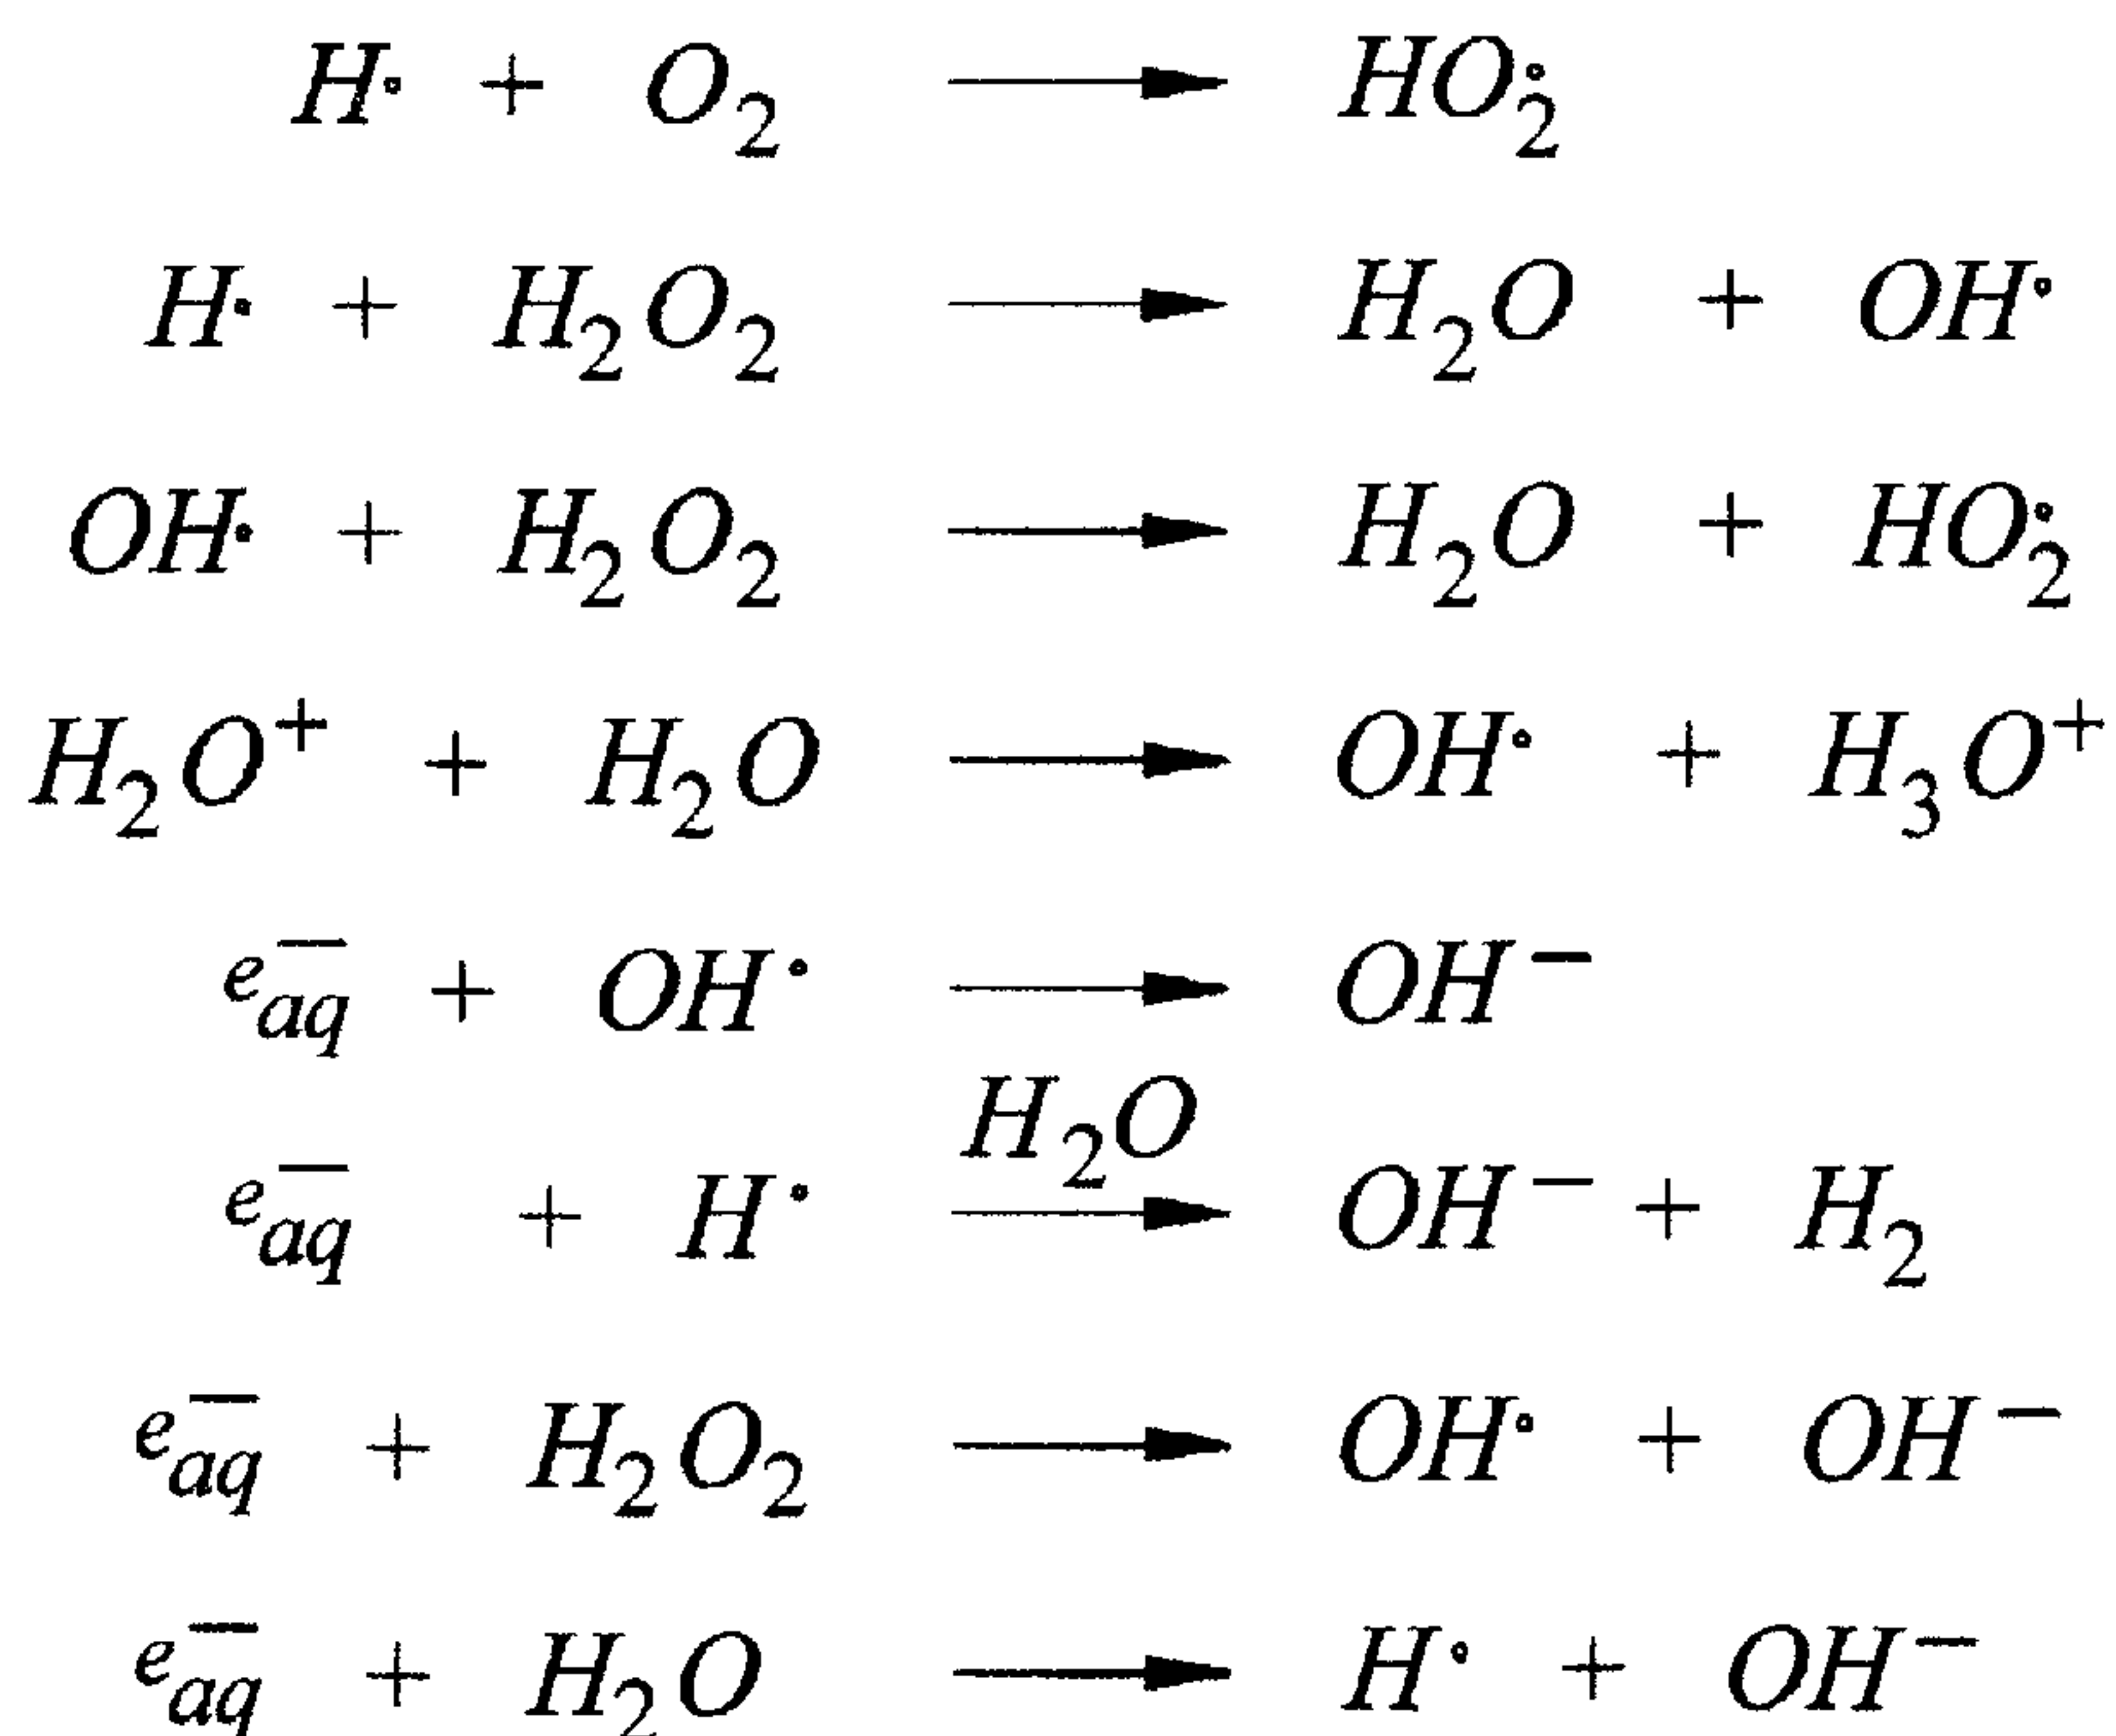 H• + O₂ → HO₂•
H• + H₂O₂ → H₂O + OH•
OH• + H₂O₂ → H₂O + HO₂•
H₂O⁺ + H₂O → OH• + H₃O⁺
e⁻aq + OH• → OH⁻
H₂O
e⁻aq + H• → OH⁻ + H₂
e⁻aq + H₂O₂ → OH• + OH⁻
e⁻aq + H₂O → H• + OH⁻